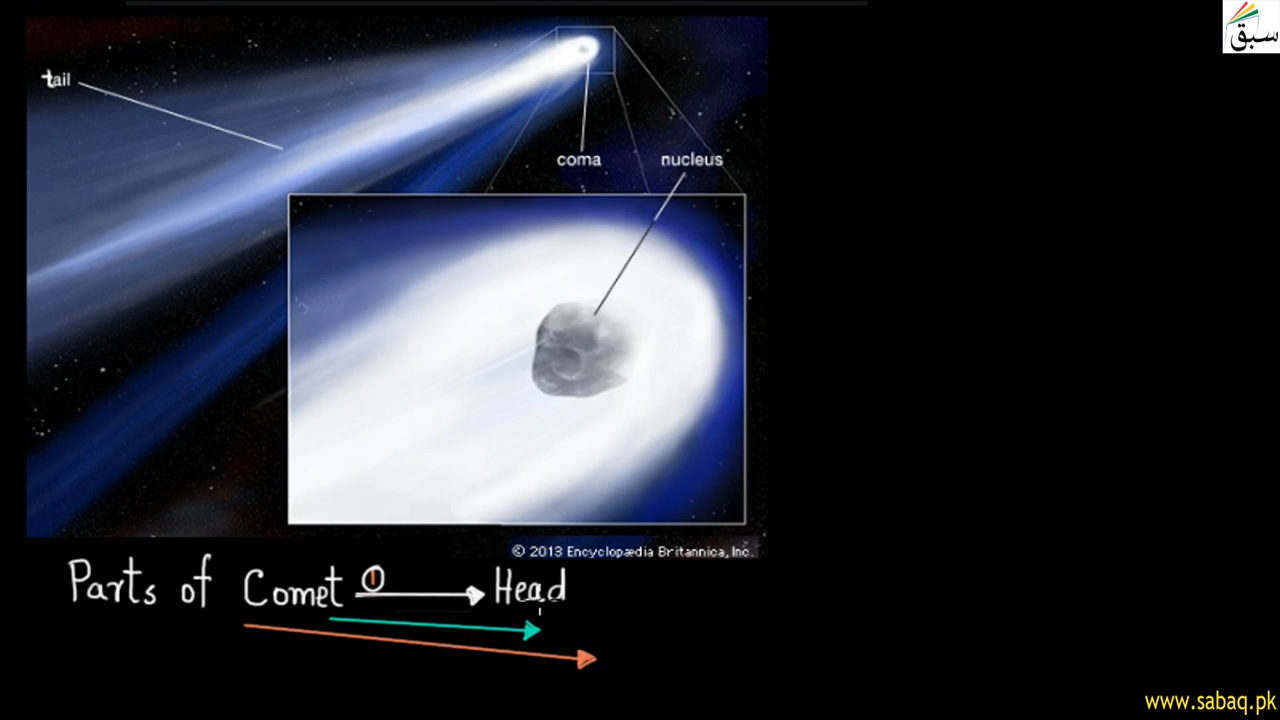 سبق
tail
coma
nucleus
© 2013 Encyclopædia Britannica, Inc.
Parts of Comet ① Head
www.sabaq.pk